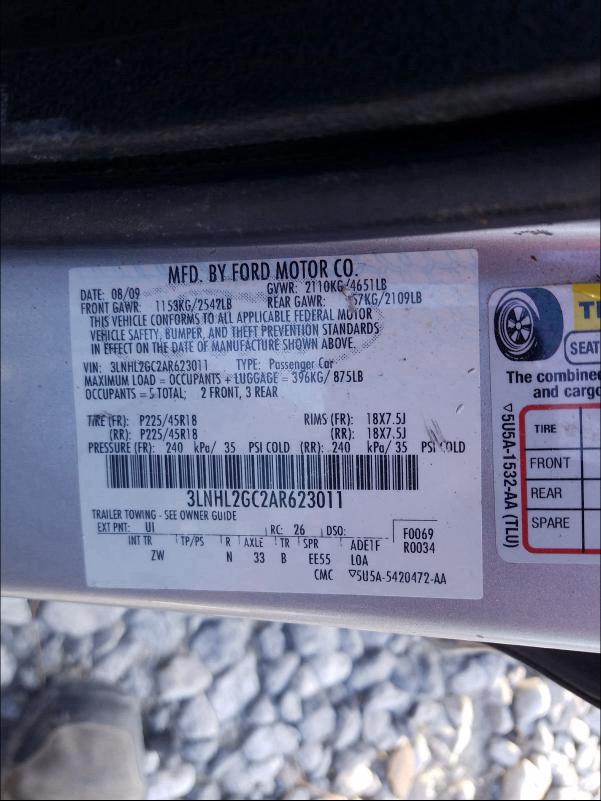 MFD. BY FORD MOTOR CO.
DATE: 08/09 GVWR: 2110KG/4651LB
FRONT GAWR: 1153KG/2542LB REAR GAWR: 57KG/2109LB
THIS VEHICLE CONFORMS TO ALL APPLICABLE FEDERAL MOTOR
VEHICLE SAFETY, BUMPER, AND THEFT PREVENTION STANDARDS
IN EFFECT ON THE DATE OF MANUFACTURE SHOWN ABOVE.
VIN: 3LNHL2GC2AR623011 TYPE: Passenger Car
MAXIMUM LOAD = OCCUPANTS + LUGGAGE = 396KG/ 875LB
OCCUPANTS = 5 TOTAL: 2 FRONT, 3 REAR
TIRE (FR): P225/45R18 RIMS (FR): 18X7.5J
(RR): P225/45R18 (RR): 18X7.5J
PRESSURE (FR): 240 kPa/ 35 PSI COLD (RR): 240 kPa/ 35 PSI COLD
3LNHL2GC2AR623011
TRAILER TOWING - SEE OWNER GUIDE
EXT PNT: UI RC: 26 DSO: F0069
INT TR TP/PS R AXLE TR SPR ADE1F R0034
ZW N 33 B EE55 LOA
CMC ▽5U5A-5420472-AA
▽5U5A-1532-AA (TLU)
SEAT
The combine
and cargo
TIRE
FRONT
REAR
SPARE